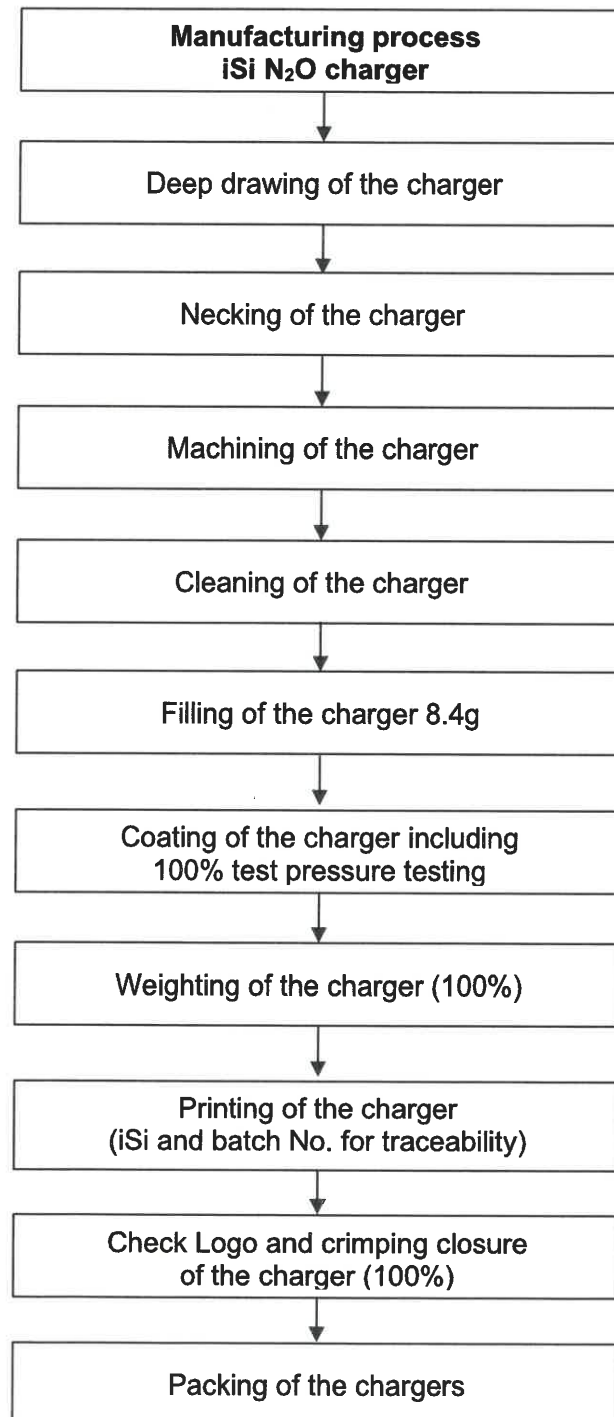 Manufacturing process
iSi N₂O charger
Deep drawing of the charger
Necking of the charger
Machining of the charger
Cleaning of the charger
Filling of the charger 8.4g
Coating of the charger including
100% test pressure testing
Weighting of the charger (100%)
Printing of the charger
(iSi and batch No. for traceability)
Check Logo and crimping closure
of the charger (100%)
Packing of the chargers